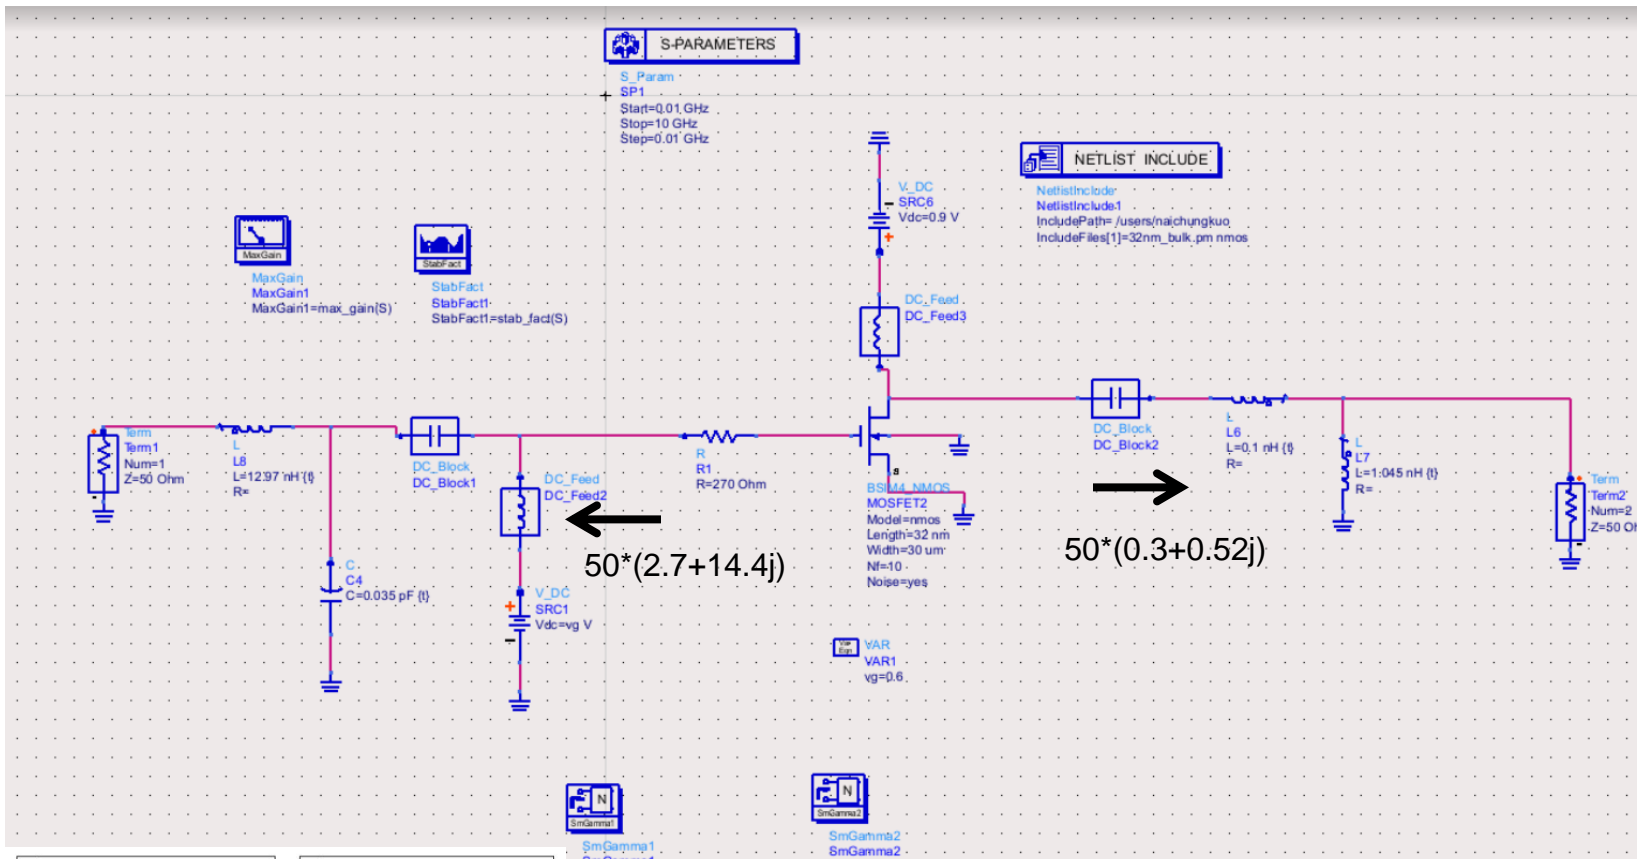 S-PARAMETERS
S_Param
SP1
Start=0.01 GHz
Stop=10 GHz
Step=0.01 GHz
NETLIST INCLUDE
NetlistInclude
NetlistInclude1
IncludePath= /users/naichungkuo
IncludeFiles[1]=32nm_bulk.pm nmos
V_DC
SRC6
Vdc=0.9 V
MaxGain
MaxGain
MaxGain1
MaxGain1=max_gain(S)
StabFact
StabFact
StabFact1
StabFact1=stab_fact(S)
DC_Feed
DC_Feed3
Term
Term1
Num=1
Z=50 Ohm
L
L8
L=12.97 nH {t}
R=
DC_Block
DC_Block1
DC_Feed
DC_Feed2
R
R1
R=270 Ohm
BSIM4_NMOS
MOSFET2
Model=nmos
Length=32 nm
Width=30 um
Nf=10
Noise=yes
DC_Block
DC_Block2
L
L6
L=0.1 nH {t}
R=
L
L7
L=1.045 nH {t}
R=
Term
Term2
Num=2
Z=50 Oh
50*(2.7+14.4j)
50*(0.3+0.52j)
C
C4
C=0.035 pF {t}
V_DC
SRC1
Vdc=vg V
Var
Eqn
VAR
VAR1
vg=0.6
N
SmGamma1
SmGamma1
N
SmGamma2
SmGamma2
SmGamma2